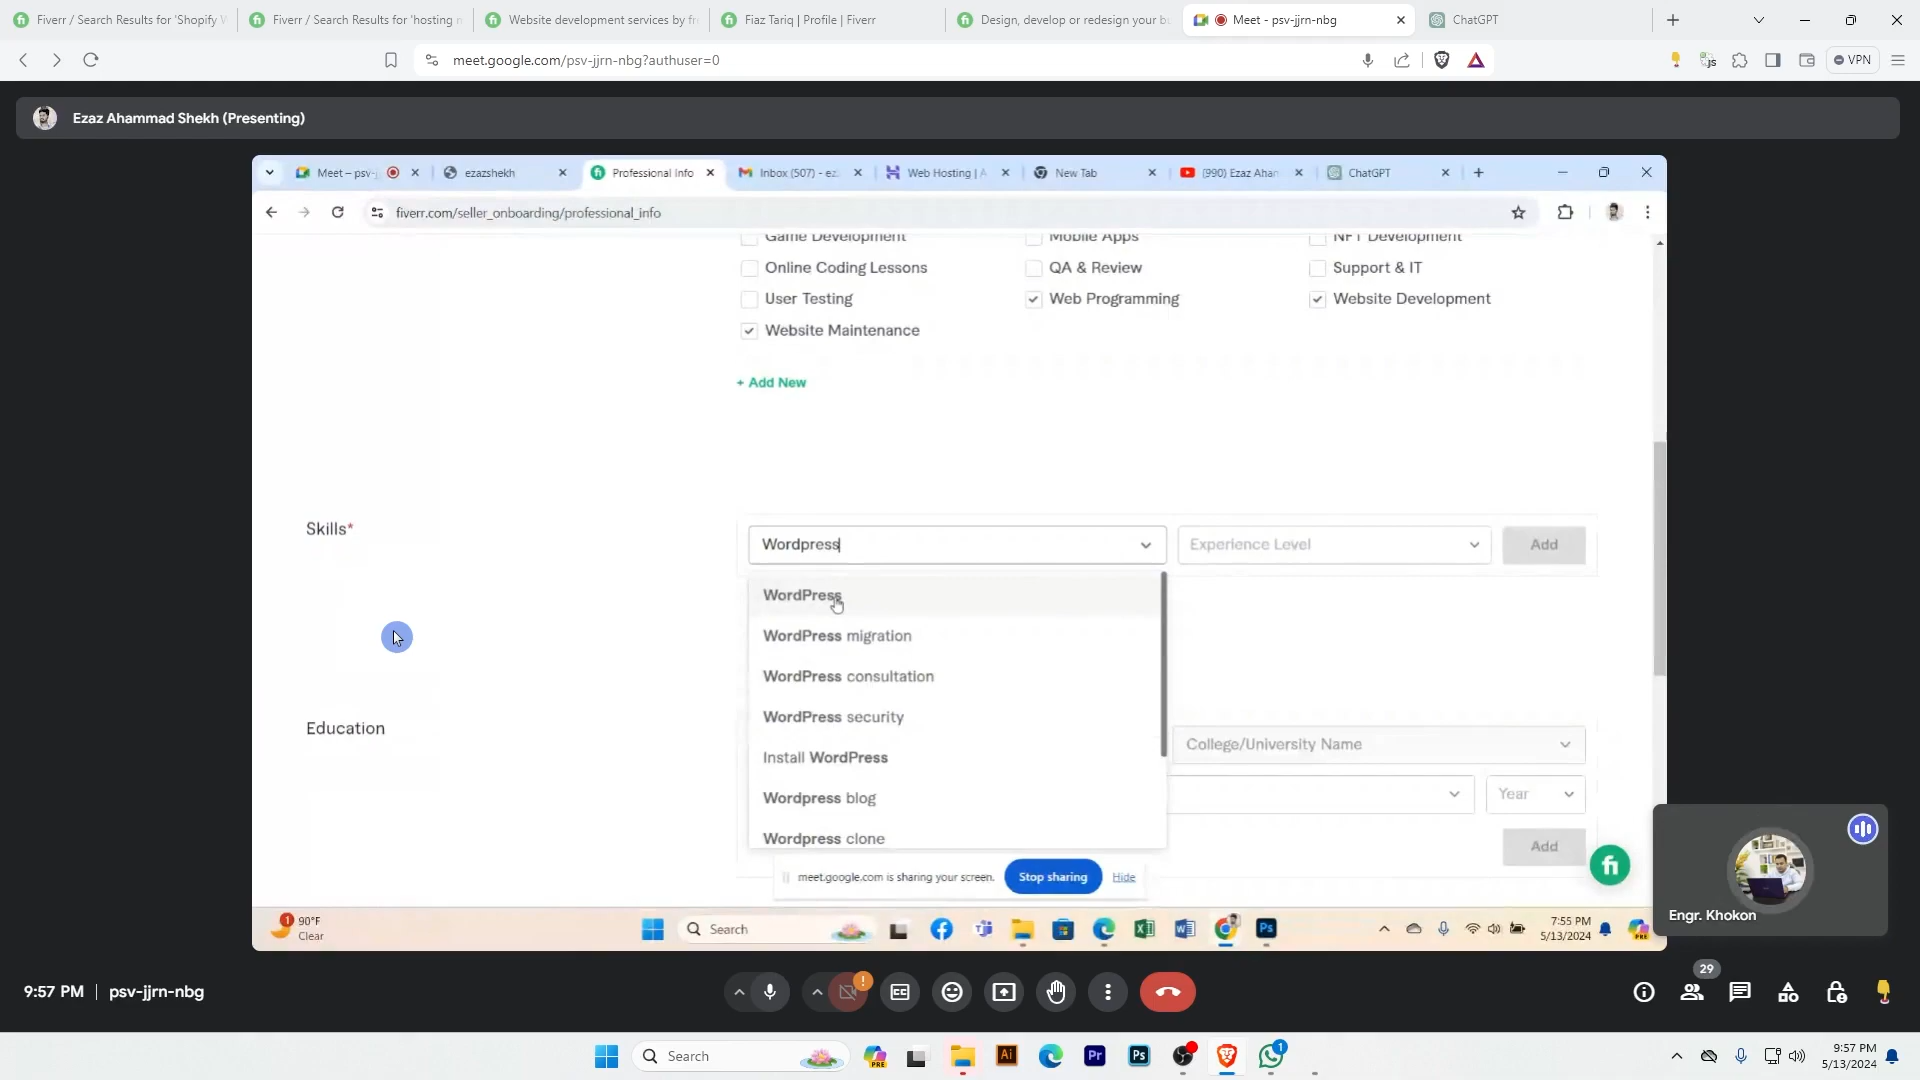 Fiverr / Search Results for 'Shopify W
Fiverr / Search Results for 'hosting m
Website development services by fr
Fiaz Tariq | Profile | Fiverr
Design, develop or redesign your bu
Meet - psv-jjrn-nbg
ChatGPT
meet.google.com/psv-jjrn-nbg?authuser=0
VPN
Ezaz Ahammad Shekh (Presenting)
Meet – psv-j
ezazshekh
Professional Info
Inbox (507) - ez
Web Hosting | A
New Tab
(990) Ezaz Aham
ChatGPT
fiverr.com/seller_onboarding/professional_info
Game Development
Mobile Apps
NFT Development
Online Coding Lessons
QA & Review
Support & IT
User Testing
Web Programming
Website Development
Website Maintenance
+ Add New
Skills*
Wordpress
Experience Level
Add
WordPress
WordPress migration
WordPress consultation
WordPress security
Install WordPress
Wordpress blog
Wordpress clone
Education
College/University Name
Year
Add
fi
meet.google.com is sharing your screen.
Stop sharing
Hide
Engr. Khokon
1
90°F
Clear
Search
7:55 PM
5/13/2024
9:57 PM | psv-jjrn-nbg
29
Search
1
9:57 PM
5/13/2024